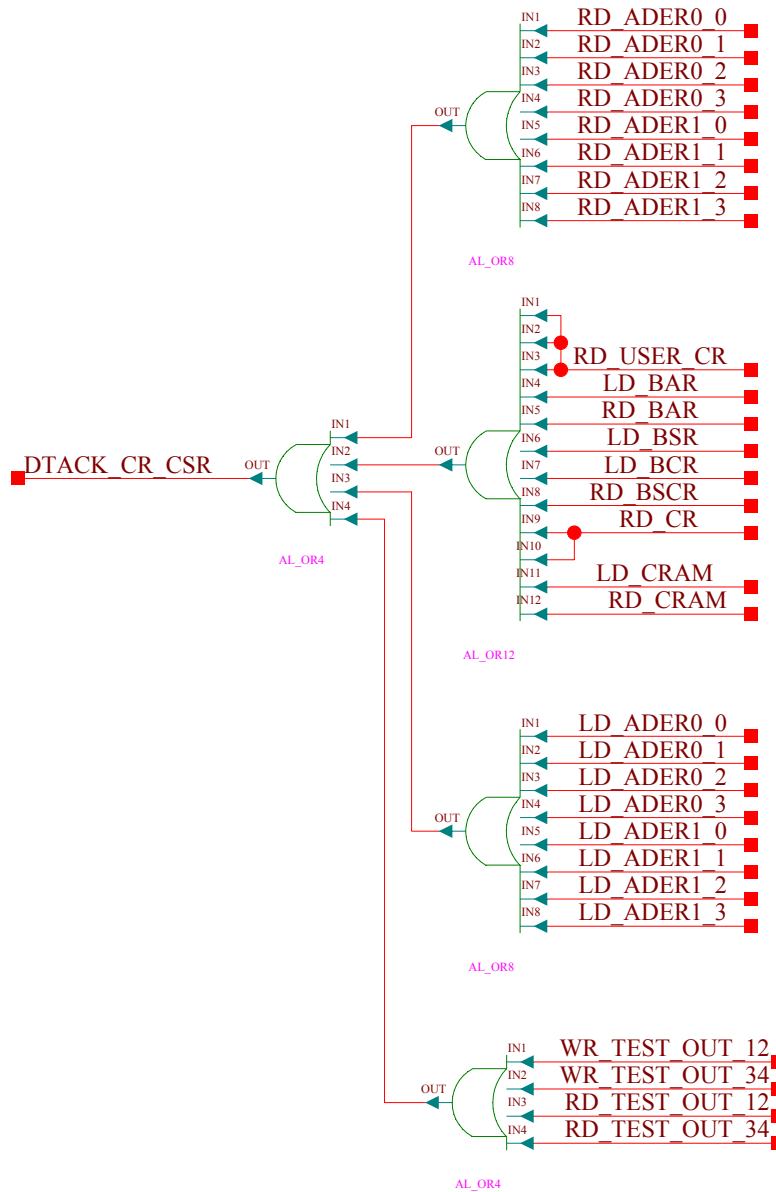 IN1 RD_ADER0_0
IN2 RD_ADER0_1
IN3 RD_ADER0_2
IN4 RD_ADER0_3
OUT
IN5 RD_ADER1_0
IN6 RD_ADER1_1
IN7 RD_ADER1_2
IN8 RD_ADER1_3
AL_OR8
IN1
IN2
IN3 RD_USER_CR
IN4 LD_BAR
IN5 RD_BAR
IN6 LD_BSR
OUT
IN7 LD_BCR
IN8 RD_BSCR
IN9 RD_CR
IN10
IN11 LD_CRAM
IN12 RD_CRAM
AL_OR12
DTACK_CR_CSR
OUT
IN1
IN2
IN3
IN4
AL_OR4
IN1 LD_ADER0_0
IN2 LD_ADER0_1
IN3 LD_ADER0_2
IN4 LD_ADER0_3
OUT
IN5 LD_ADER1_0
IN6 LD_ADER1_1
IN7 LD_ADER1_2
IN8 LD_ADER1_3
AL_OR8
IN1 WR_TEST_OUT_12
IN2 WR_TEST_OUT_34
OUT
IN3 RD_TEST_OUT_12
IN4 RD_TEST_OUT_34
AL_OR4